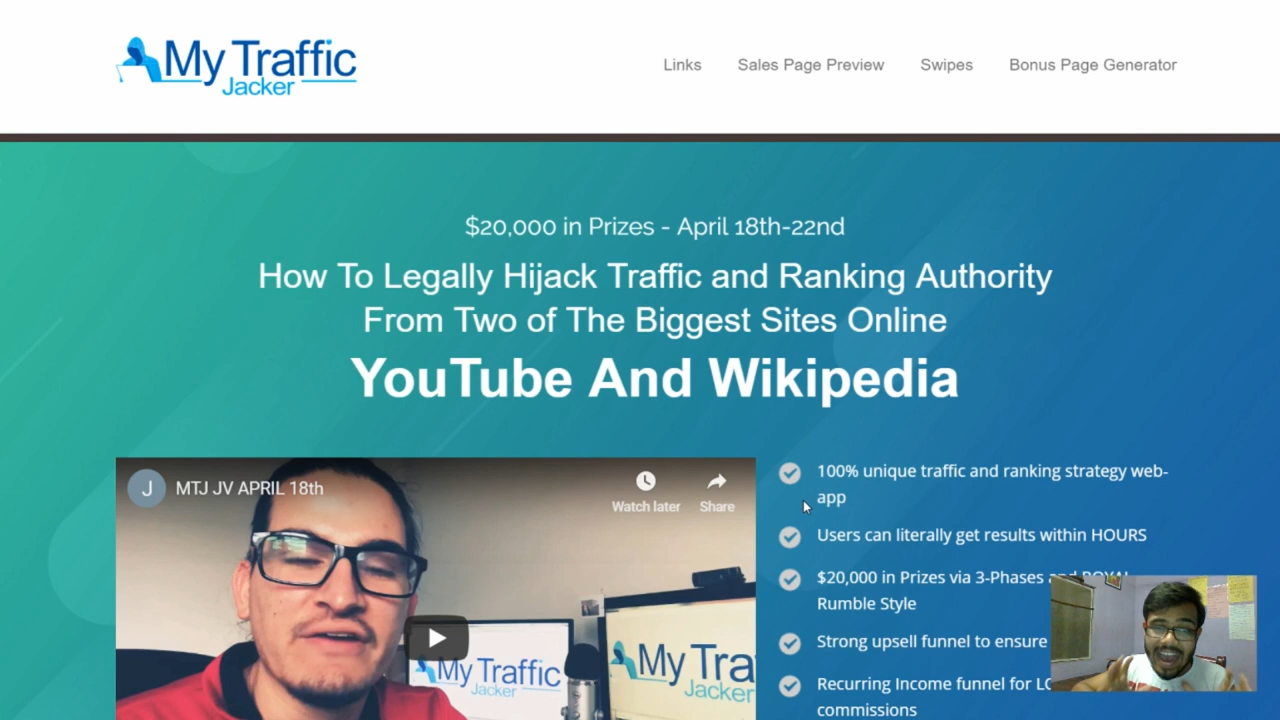 My Traffic
Jacker
Links
Sales Page Preview
Swipes
Bonus Page Generator
$20,000 in Prizes - April 18th-22nd
How To Legally Hijack Traffic and Ranking Authority
From Two of The Biggest Sites Online
YouTube And Wikipedia
J
MTJ JV APRIL 18th
Watch later
Share
My Traffic
Jacker
My Tra
Jacker
100% unique traffic and ranking strategy web-
app
Users can literally get results within HOURS
$20,000 in Prizes via 3-Phases and ROYAL
Rumble Style
Strong upsell funnel to ensure
Recurring Income funnel for
commissions